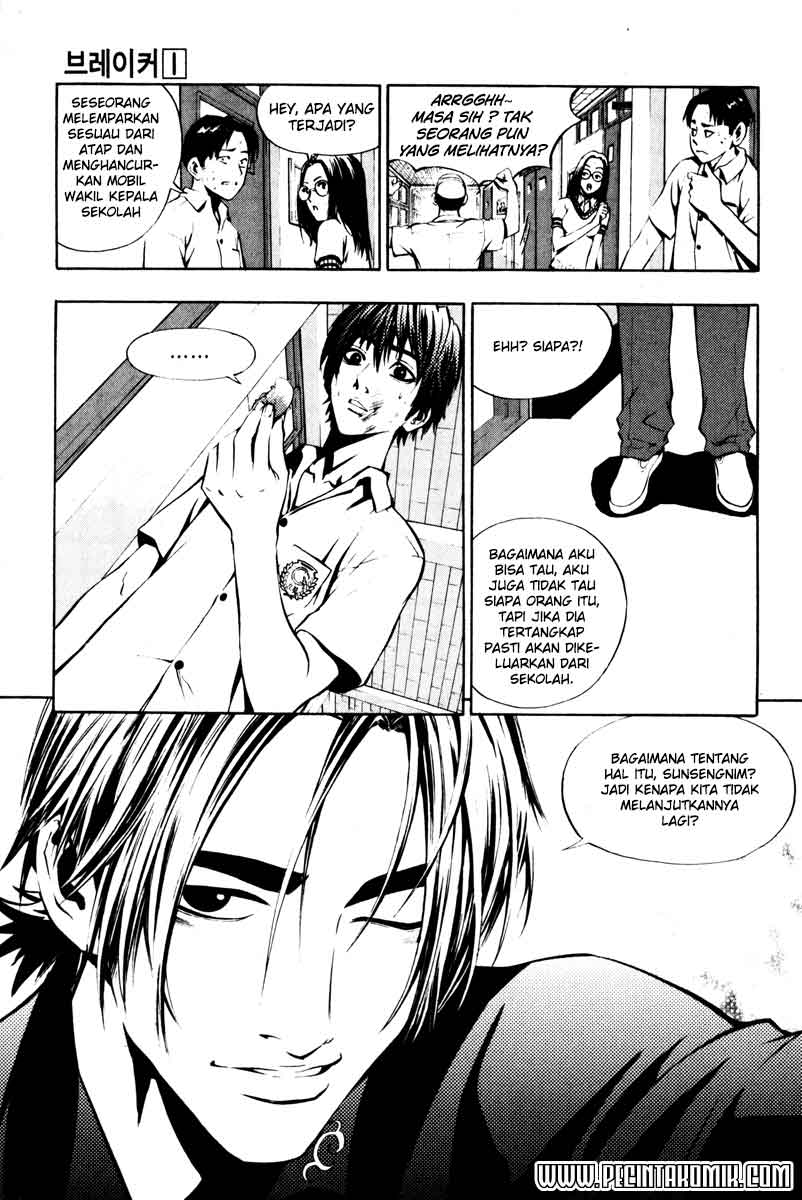 브레이커 1
SESEORANG
MELEMPARKAN
SESUAU DARI
ATAP DAN
MENGHANCUR-
KAN MOBIL
WAKIL KEPALA
SEKOLAH
HEY, APA YANG
TERJADI?
ARRGGHH~
MASA SIH ? TAK
SEORANG PUN
YANG MELIHATNYA?
......
EHH? SIAPA?!
BAGAIMANA AKU
BISA TAU, AKU
JUGA TIDAK TAU
SIAPA ORANG ITU,
TAPI JIKA DIA
TERTANGKAP
PASTI AKAN DIKE-
LUARKAN DARI
SEKOLAH.
BAGAIMANA TENTANG
HAL ITU, SUNSENGNIM?
JADI KENAPA KITA TIDAK
MELANJUTKANNYA
LAGI?
WWW.PECINTAKOMIK.COM